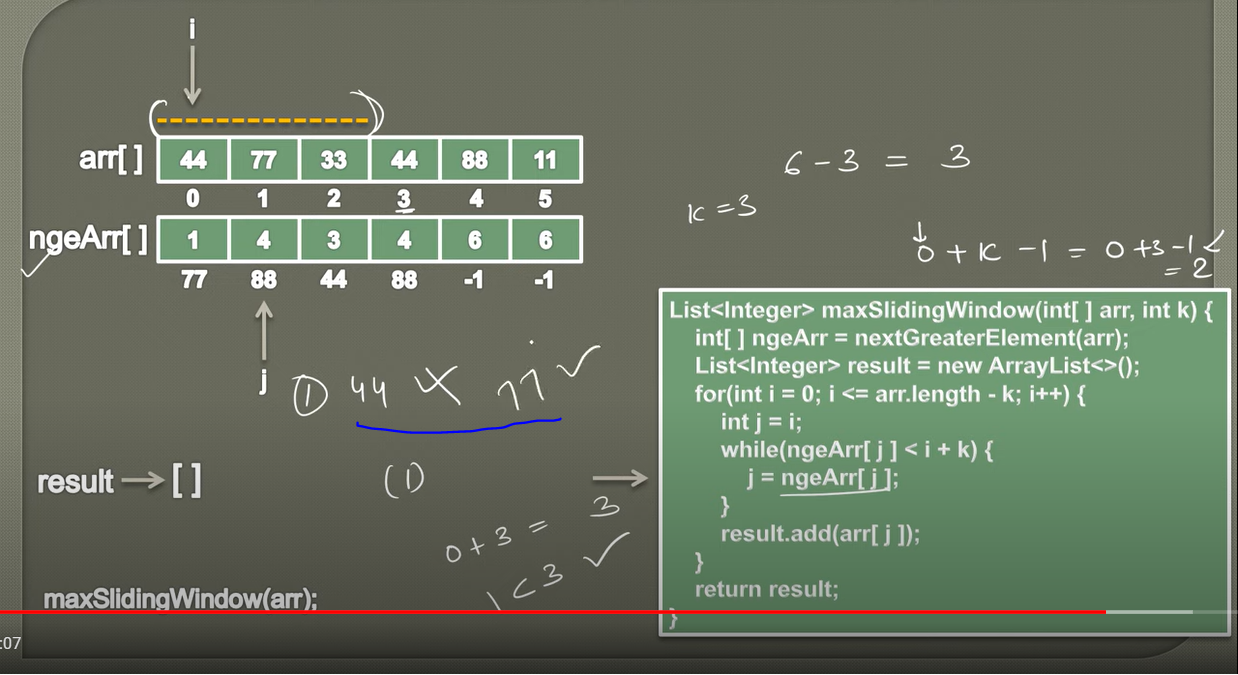 i
arr[ ] 44 77 33 44 88 11
0 1 2 3 4 5
ngeArr[ ] 1 4 3 4 6 6
77 88 44 88 -1 -1
j
① 44 77
result → [ ]
(1)
0 + 3 = 3
1 < 3
maxSlidingWindow(arr);
6 - 3 = 3
K = 3
0 + K - 1 = 0 + 3 - 1
= 2
List<Integer> maxSlidingWindow(int[ ] arr, int k) {
int[ ] ngeArr = nextGreaterElement(arr);
List<Integer> result = new ArrayList<>();
for(int i = 0; i <= arr.length - k; i++) {
int j = i;
while(ngeArr[ j ] < i + k) {
j = ngeArr[ j ];
}
result.add(arr[ j ]);
}
return result;
}
:07